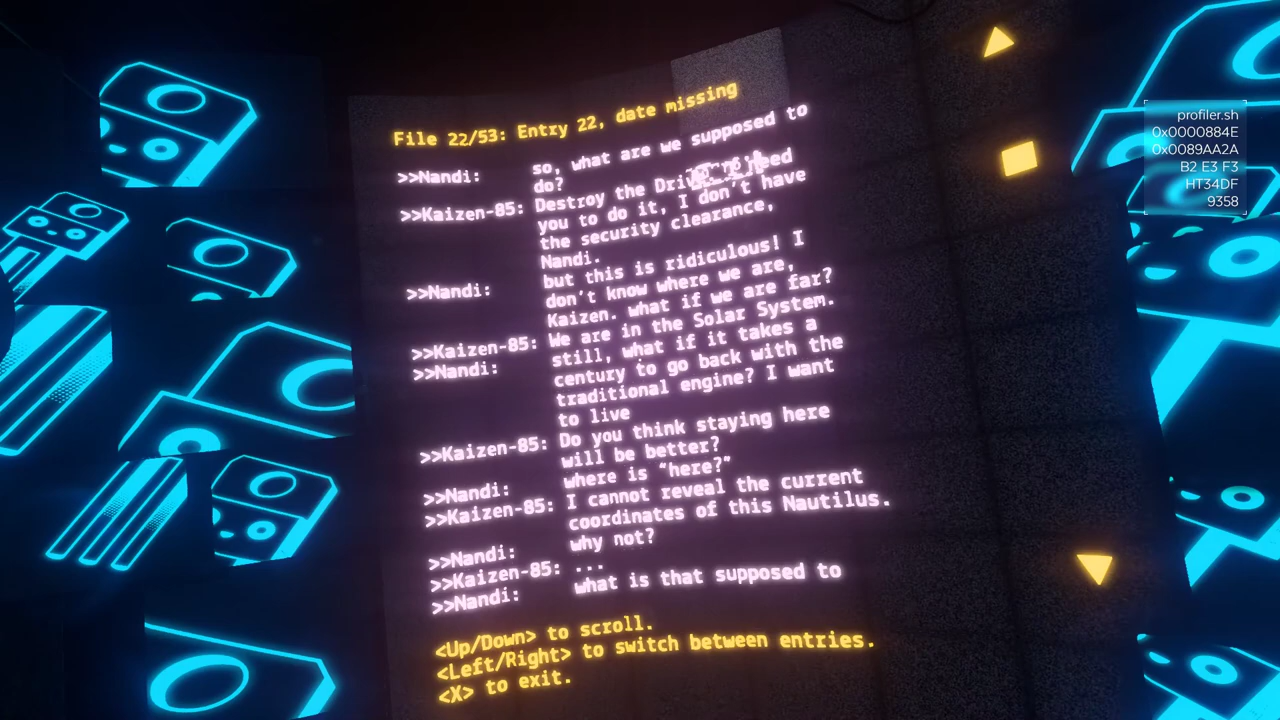 File 22/53: Entry 22, date missing
>>Nandi: so, what are we supposed to
do?
>>Kaizen-85: Destroy the need
you to do it, I don't have
the security clearance,
Nandi.
>>Nandi: but this is ridiculous! I
don't know where we are,
Kaizen. what if we are far?
>>Kaizen-85: We are in the Solar System.
>>Nandi: still, what if it takes a
century to go back with the
traditional engine? I want
to live
>>Kaizen-85: Do you think staying here
will be better?
>>Nandi: where is "here?"
>>Kaizen-85: I cannot reveal the current
coordinates of this Nautilus.
>>Nandi: why not?
>>Kaizen-85: ...
>>Nandi: what is that supposed to
<Up/Down> to scroll.
<Left/Right> to switch between entries.
<X> to exit.
profiler.sh
0x0000884E
0x0089AA2A
B2 E3 F3
HT34DF
9358